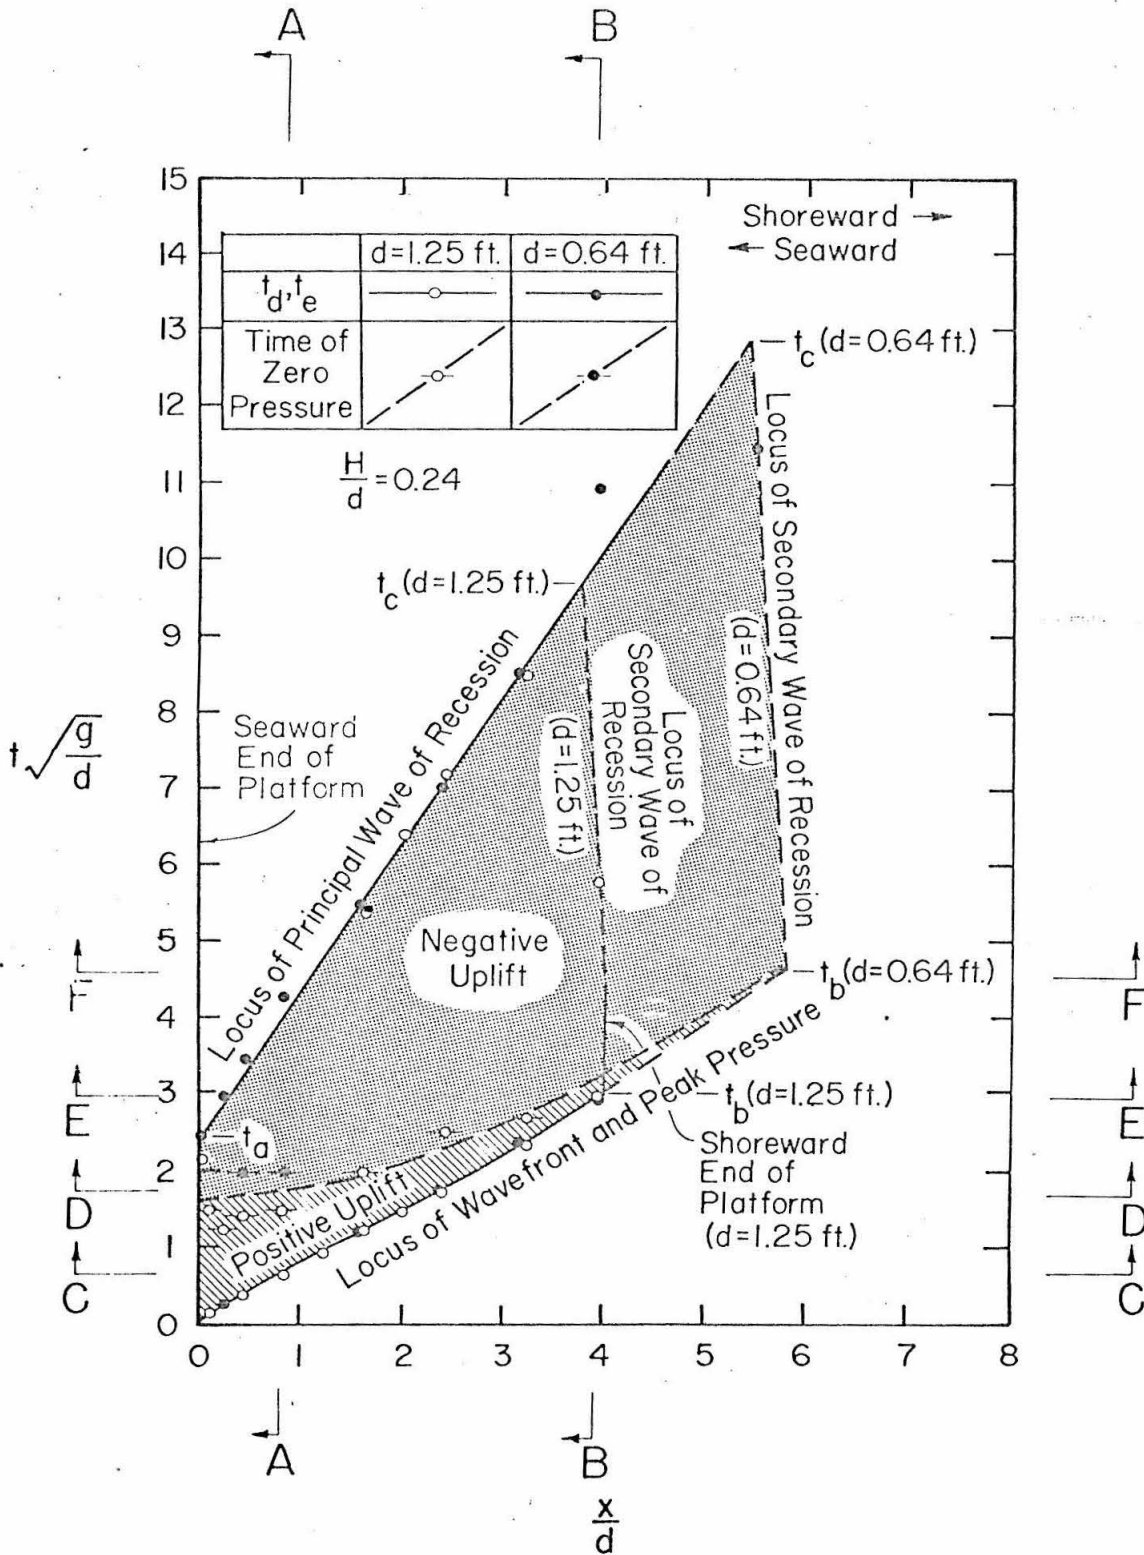 A
B
15
14
13
12
11
10
9
8
7
6
5
4
3
2
1
0
Shoreward →
← Seaward
d=1.25 ft. d=0.64 ft.
t_d, t_e
Time of
Zero
Pressure
H/d = 0.24
t_c (d=0.64 ft.)
t_c (d=1.25 ft.)
Locus of Secondary Wave of Recession
(d=0.64 ft.)
Locus of
Secondary Wave of
Recession
(d=1.25 ft.)
Locus of Principal Wave of Recession
Seaward
End of
Platform
t√g/d
Negative
Uplift
t_b (d=0.64 ft.)
t_a
t_b (d=1.25 ft.)
Shoreward
End of
Platform
(d=1.25 ft.)
Positive Uplift
Locus of Wavefront and Peak Pressure
F
F
E
E
D
D
C
C
0 1 2 3 4 5 6 7 8
A
B
x/d